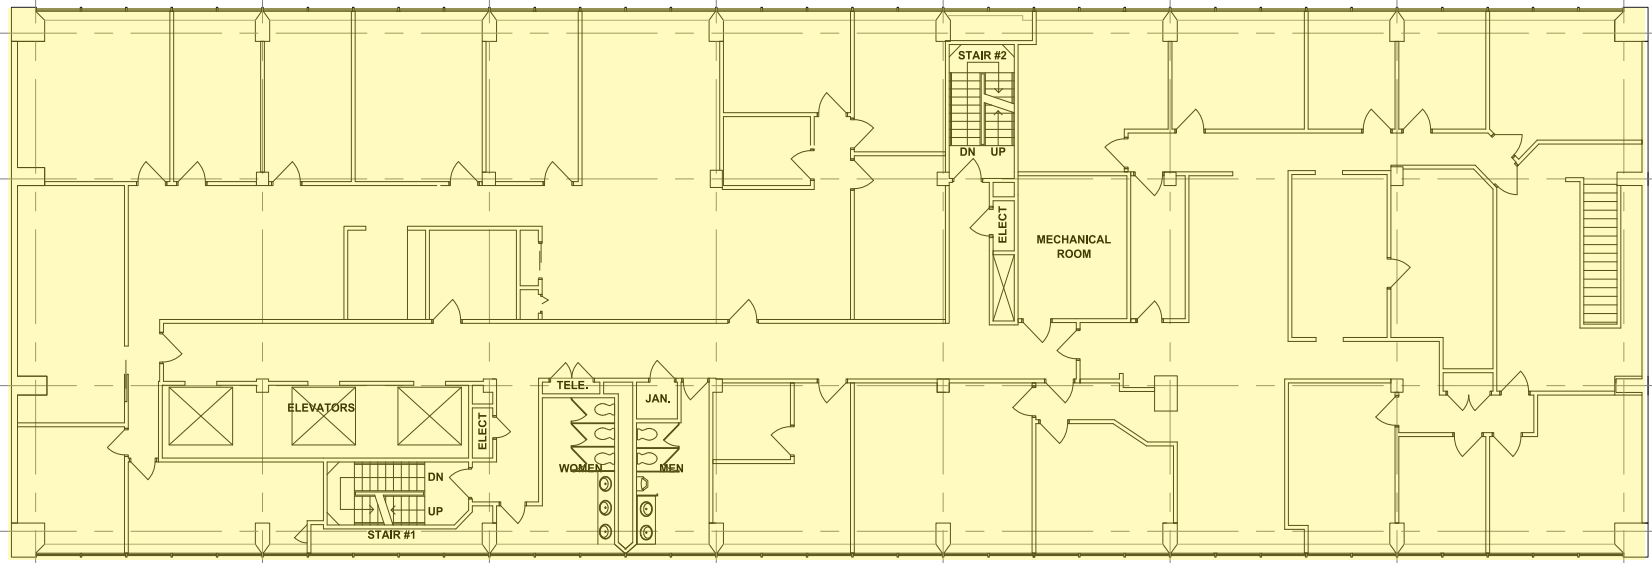 STAIR #2
DN UP
ELECT
MECHANICAL
ROOM
TELE.
JAN.
ELEVATORS
ELECT
WOMEN
MEN
DN
UP
STAIR #1